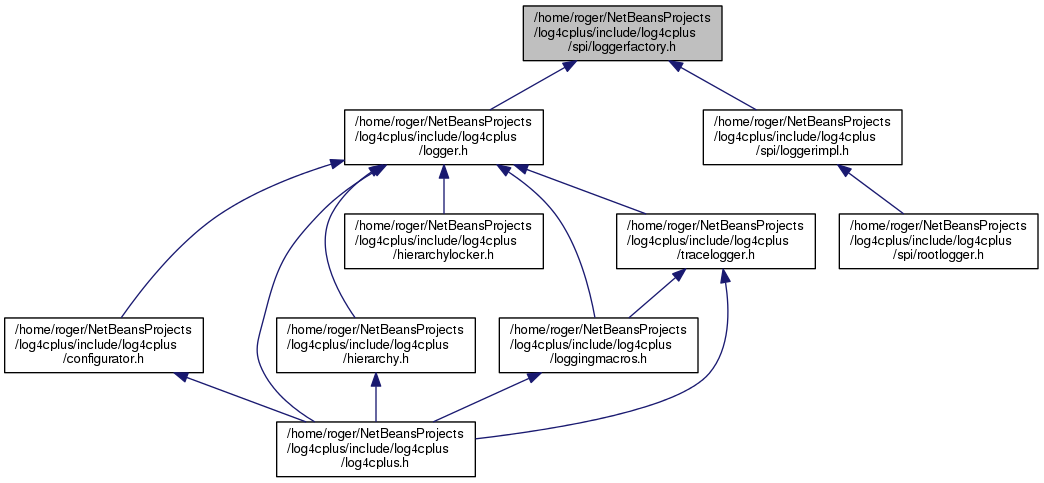 /home/roger/NetBeansProjects
/log4cplus/include/log4cplus
/spi/loggerfactory.h
/home/roger/NetBeansProjects
/log4cplus/include/log4cplus
/logger.h
/home/roger/NetBeansProjects
/log4cplus/include/log4cplus
/spi/loggerimpl.h
/home/roger/NetBeansProjects
/log4cplus/include/log4cplus
/hierarchylocker.h
/home/roger/NetBeansProjects
/log4cplus/include/log4cplus
/tracelogger.h
/home/roger/NetBeansProjects
/log4cplus/include/log4cplus
/spi/rootlogger.h
/home/roger/NetBeansProjects
/log4cplus/include/log4cplus
/configurator.h
/home/roger/NetBeansProjects
/log4cplus/include/log4cplus
/hierarchy.h
/home/roger/NetBeansProjects
/log4cplus/include/log4cplus
/loggingmacros.h
/home/roger/NetBeansProjects
/log4cplus/include/log4cplus
/log4cplus.h